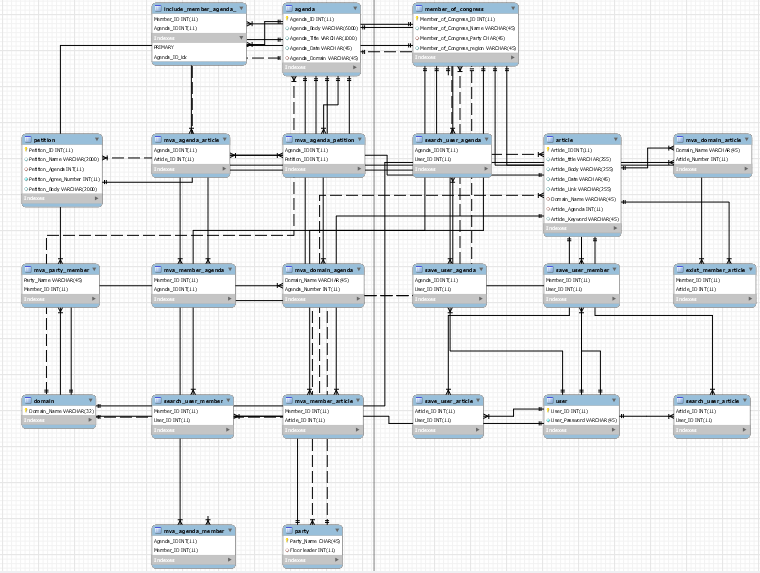 include_member_agenda_
Member_ID INT(11)
Agenda_ID INT(11)
Indexes
PRIMARY
Agenda_ID_idx
agenda
Agenda_ID INT(11)
Agenda_Body VARCHAR(5000)
Agenda_Title VARCHAR(1000)
Agenda_Date VARCHAR(45)
Agenda_Domain VARCHAR(45)
Indexes
member_of_congress
Member_of_Congress_ID INT(11)
Member_of_Congress_Name VARCHAR(45)
Member_of_Congress_Party CHAR(45)
Member_of_Congress_region VARCHAR(45)
Indexes
petition
Petition_ID INT(11)
Petition_Name VARCHAR(2000)
Petition_Agenda INT(11)
Petition_Agree_Number INT(11)
Petition_Body VARCHAR(2000)
Indexes
mva_agenda_article
Agenda_ID INT(11)
Article_ID INT(11)
Indexes
mva_agenda_petition
Agenda_ID INT(11)
Petition_ID INT(11)
Indexes
search_user_agenda
Agenda_ID INT(11)
User_ID INT(11)
Indexes
article
Article_ID INT(11)
Article_title VARCHAR(255)
Article_Body VARCHAR(255)
Article_Date VARCHAR(45)
Article_Link VARCHAR(255)
Domain_Name VARCHAR(45)
Article_Agenda INT(11)
Article_Keyword VARCHAR(45)
Indexes
mva_domain_article
Domain_Name VARCHAR(45)
Article_Number INT(11)
Indexes
mva_party_member
Party_Name VARCHAR(45)
Member_ID INT(11)
Indexes
mva_member_agenda
Member_ID INT(11)
Agenda_ID INT(11)
Indexes
mva_domain_agenda
Domain_Name VARCHAR(45)
Agenda_Number INT(11)
Indexes
save_user_agenda
Agenda_ID INT(11)
User_ID INT(11)
Indexes
save_user_member
Member_ID INT(11)
User_ID INT(11)
Indexes
exist_member_article
Member_ID INT(11)
Article_ID INT(11)
Indexes
domain
Domain_Name VARCHAR(32)
Indexes
search_user_member
Member_ID INT(11)
User_ID INT(11)
Indexes
mva_member_article
Member_ID INT(11)
Article_ID INT(11)
Indexes
save_user_article
Article_ID INT(11)
User_ID INT(11)
Indexes
user
User_ID INT(11)
User_Password VARCHAR(45)
Indexes
search_user_article
Article_ID INT(11)
User_ID INT(11)
Indexes
mva_agenda_member
Agenda_ID INT(11)
Member_ID INT(11)
Indexes
party
Party_Name CHAR(45)
Floor leader INT(11)
Indexes